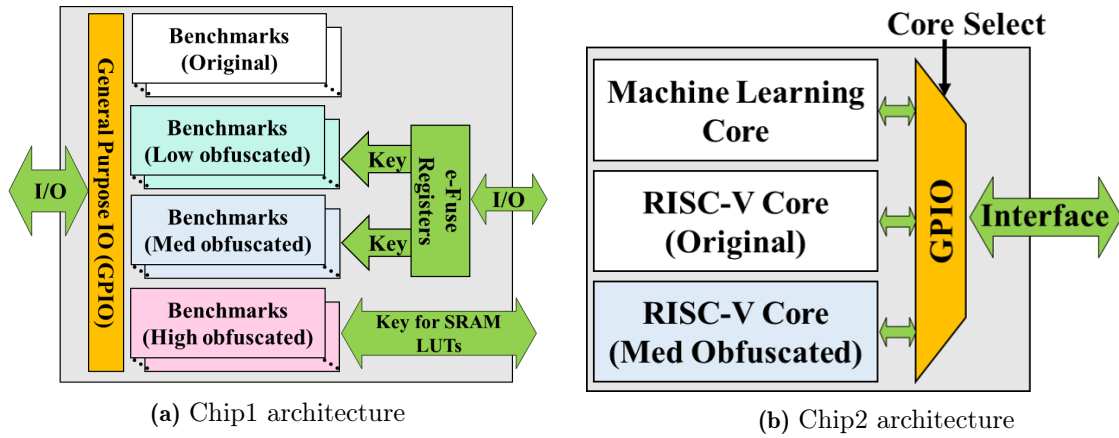 I/O
General Purpose IO (GPIO)
Benchmarks
(Original)
Benchmarks
(Low obfuscated)
Benchmarks
(Med obfuscated)
Benchmarks
(High obfuscated)
Key
Key
e-Fuse
Registers
I/O
Key for SRAM
LUTs
(a) Chip1 architecture
Core Select
Machine Learning
Core
RISC-V Core
(Original)
RISC-V Core
(Med Obfuscated)
GPIO
Interface
(b) Chip2 architecture